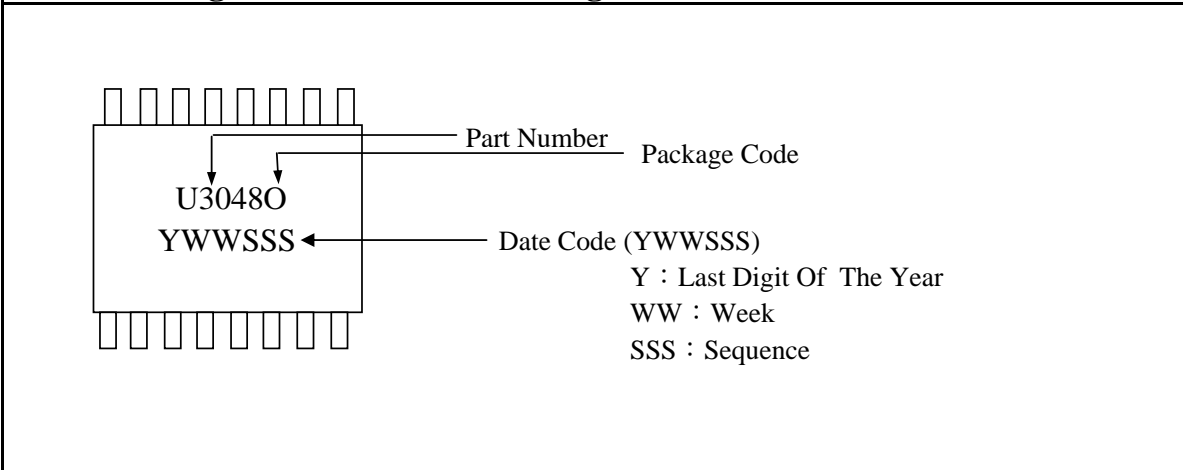 Part Number
Package Code
U3048O
YWWSSS
Date Code (YWWSSS)
Y：Last Digit Of The Year
WW：Week
SSS：Sequence